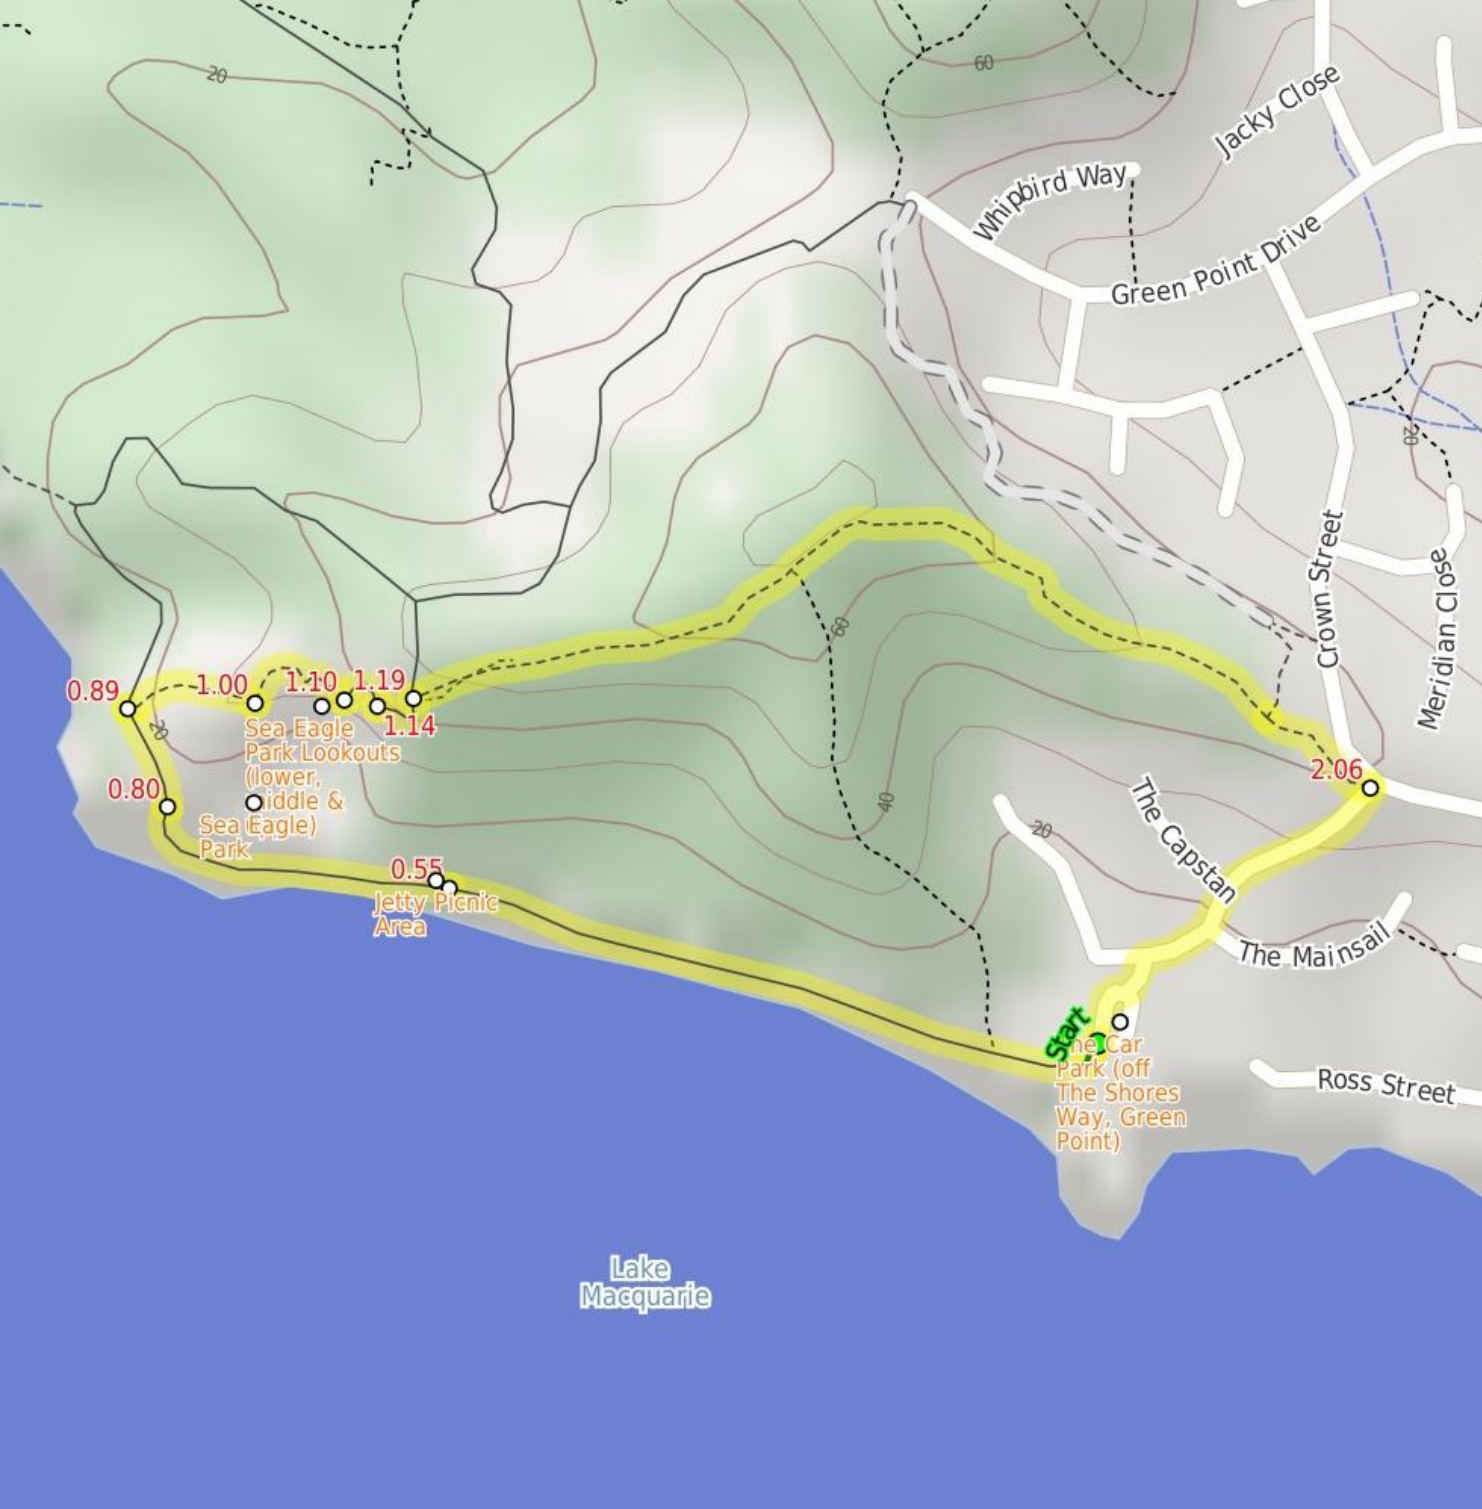 20
60
Jacky Close
Whipbird Way
Green Point Drive
20
Crown Street
Meridian Close
60
0.89
1.00
1.10
1.19
1.14
20
Sea Eagle
Park Lookouts
(lower,
middle &
Sea Eagle)
Park
0.80
2.06
40
20
The Capstan
0.55
Jetty Picnic
Area
The Mainsail
Start
The Car
Park (off
The Shores
Way, Green
Point)
Ross Street
Lake
Macquarie